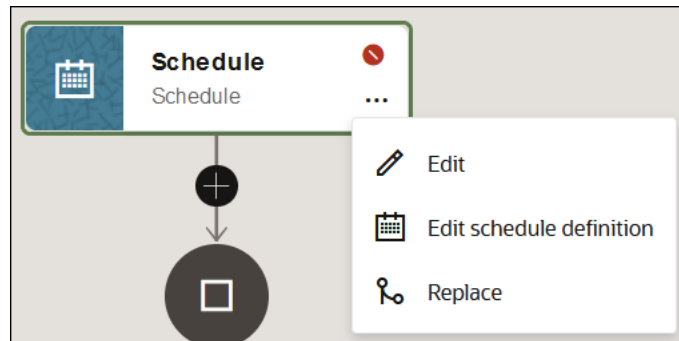 Schedule
Schedule
...
Edit
Edit schedule definition
Replace